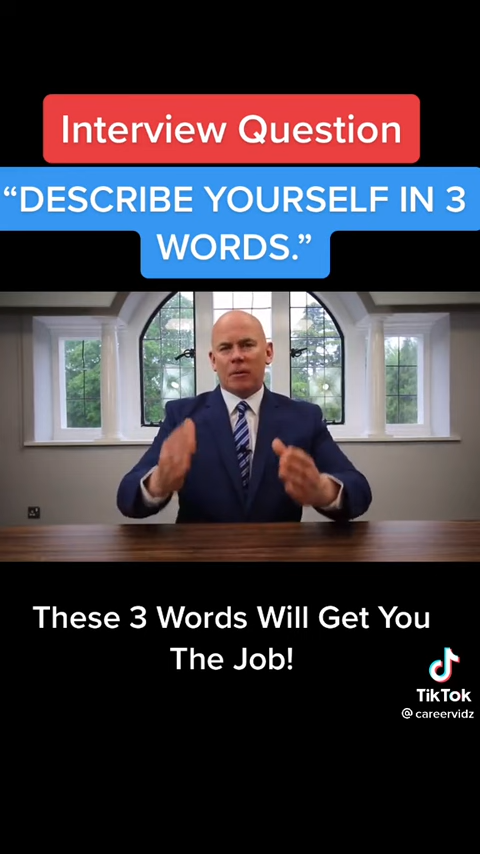 Interview Question
“DESCRIBE YOURSELF IN 3
WORDS.”
These 3 Words Will Get You
The Job!
TikTok
@careervidz